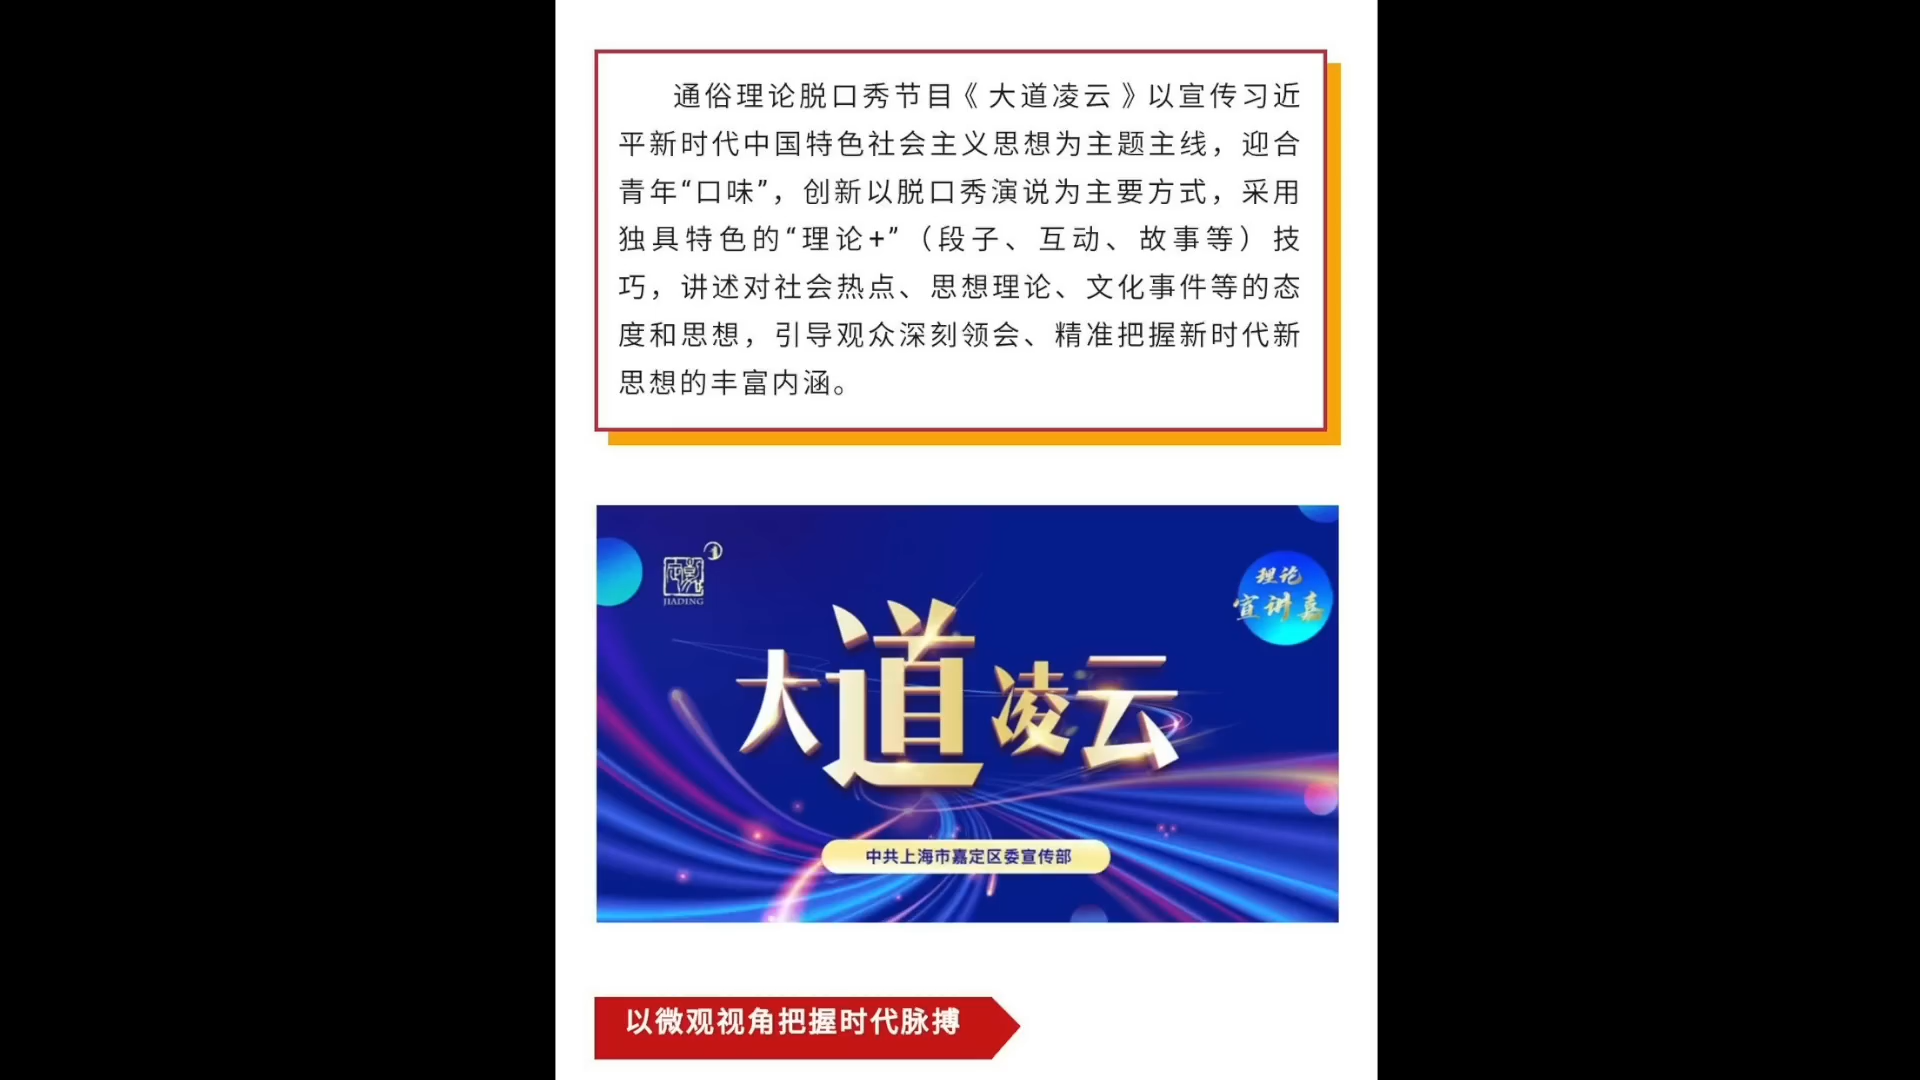 通俗理论脱口秀节目《大道凌云》以宣传习近
平新时代中国特色社会主义思想为主题主线，迎合
青年“口味”，创新以脱口秀演说为主要方式，采用
独具特色的“理论+”（段子、互动、故事等）技
巧，讲述对社会热点、思想理论、文化事件等的态
度和思想，引导观众深刻领会、精准把握新时代新
思想的丰富内涵。
JIADING
理论
宣讲嘉
大道凌云
中共上海市嘉定区委宣传部
以微观视角把握时代脉搏